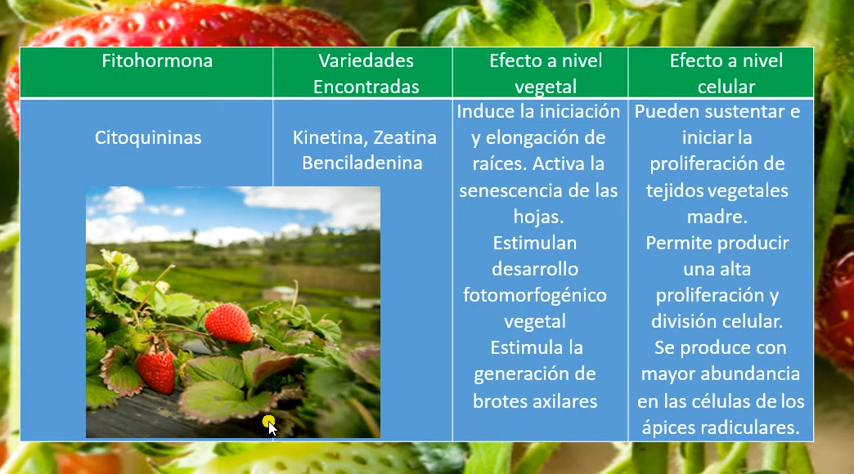 Fitohormona
Variedades
Encontradas
Efecto a nivel
vegetal
Efecto a nivel
celular
Citoquininas
Kinetina, Zeatina
Benciladenina
Induce la iniciación
y elongación de
raíces. Activa la
senescencia de las
hojas.
Estimulan
desarrollo
fotomorfogénico
vegetal
Estimula la
generación de
brotes axilares
Pueden sustentar e
iniciar la
proliferación de
tejidos vegetales
madre.
Permite producir
una alta
proliferación y
división celular.
Se produce con
mayor abundancia
en las células de los
ápices radiculares.